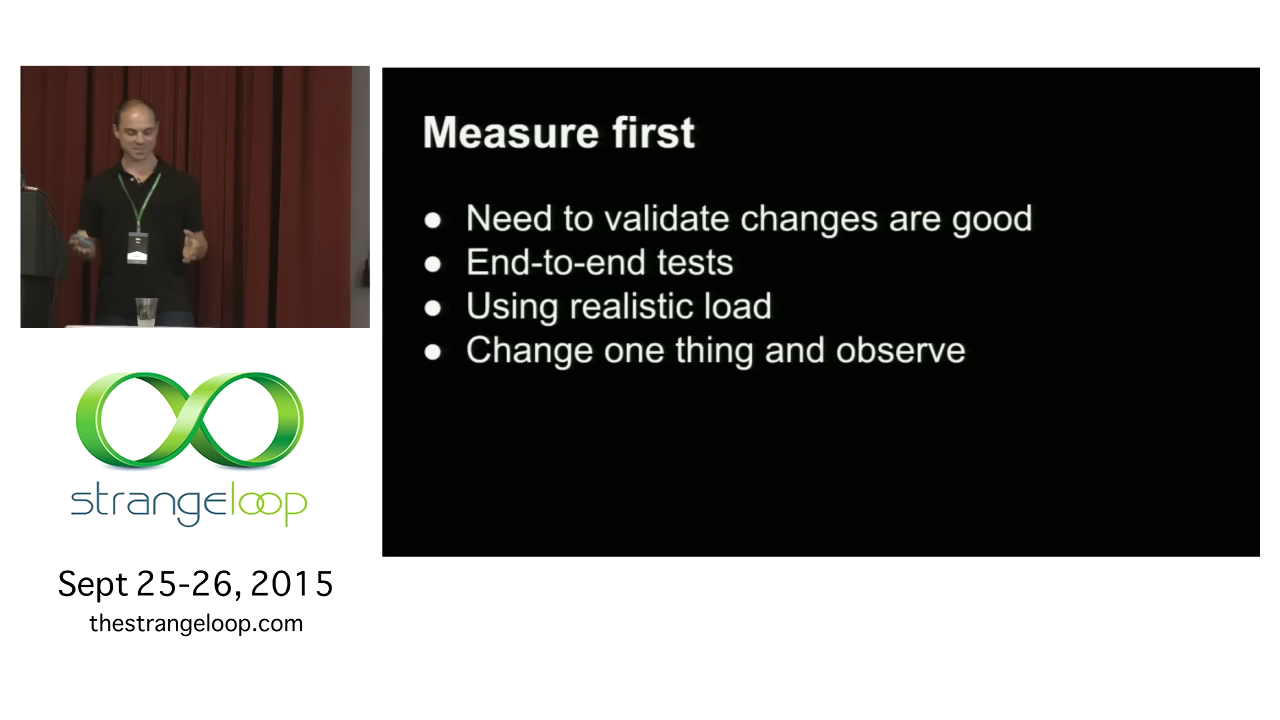 Measure first
● Need to validate changes are good
● End-to-end tests
● Using realistic load
● Change one thing and observe
strangeloop
Sept 25-26, 2015
thestrangeloop.com